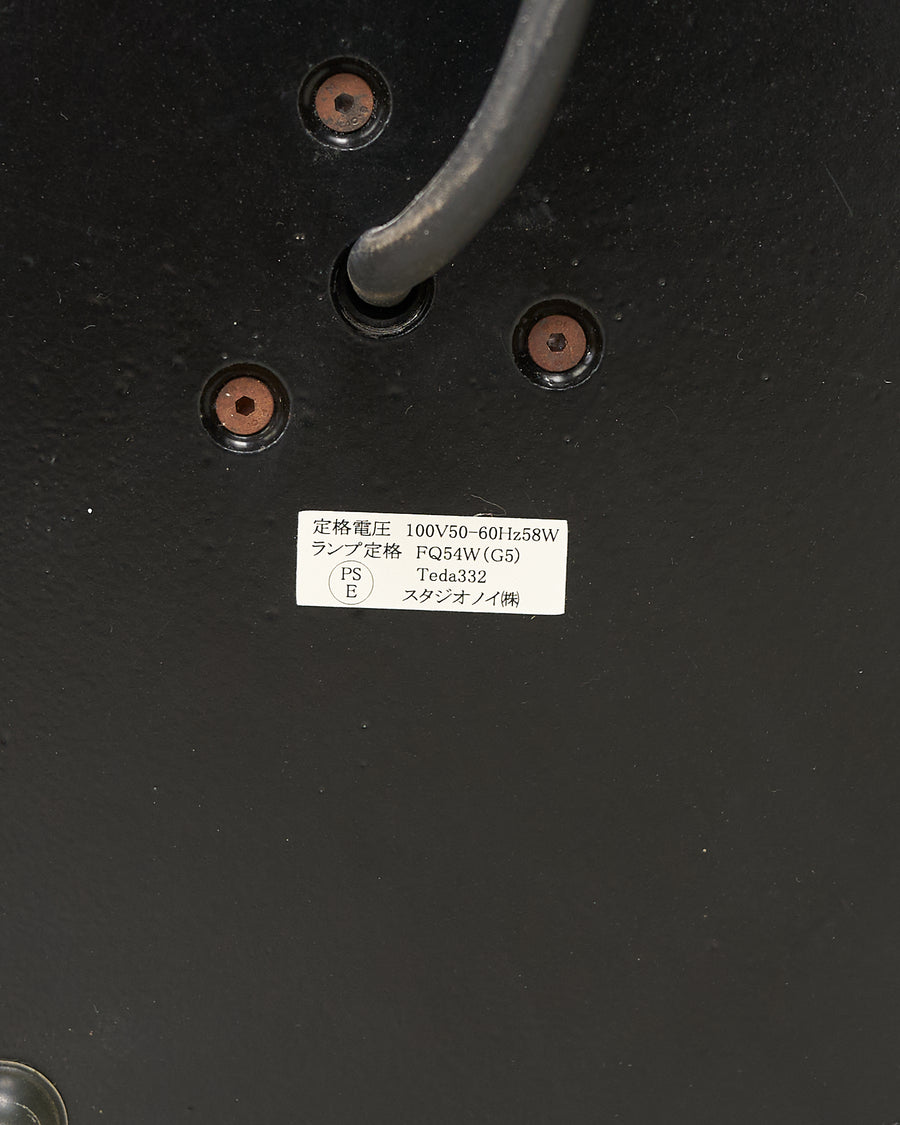 定格電圧 100V50-60Hz58W
ランプ定格 FQ54W(G5)
PS
E
Teda332
スタジオノイ㈱